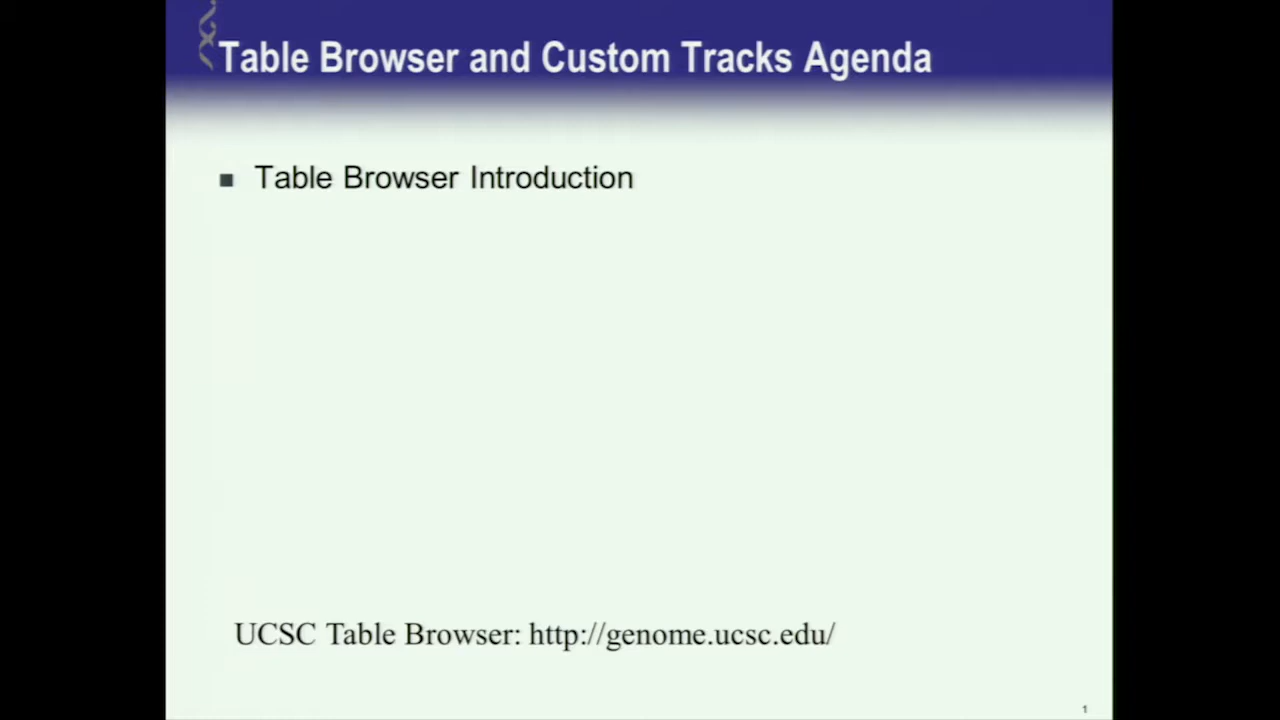 Table Browser and Custom Tracks Agenda
■ Table Browser Introduction
UCSC Table Browser: http://genome.ucsc.edu/
1